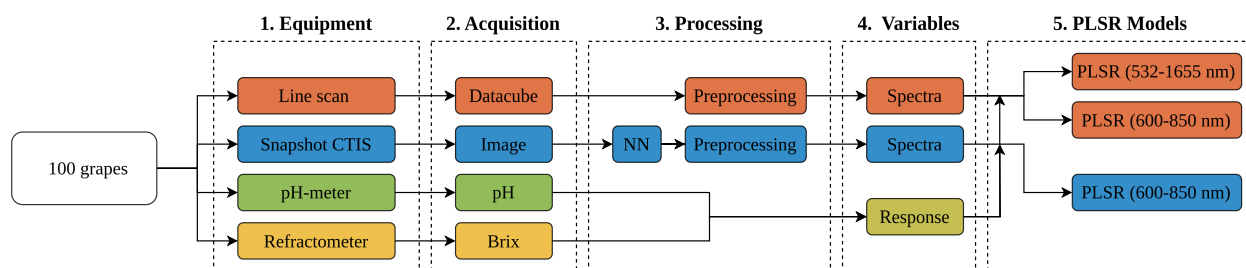 1. Equipment
2. Acquisition
3. Processing
4. Variables
5. PLSR Models
100 grapes
Line scan
Datacube
Preprocessing
Spectra
PLSR (532-1655 nm)
PLSR (600-850 nm)
Snapshot CTIS
Image
NN
Preprocessing
Spectra
PLSR (600-850 nm)
pH-meter
pH
Response
Refractometer
Brix